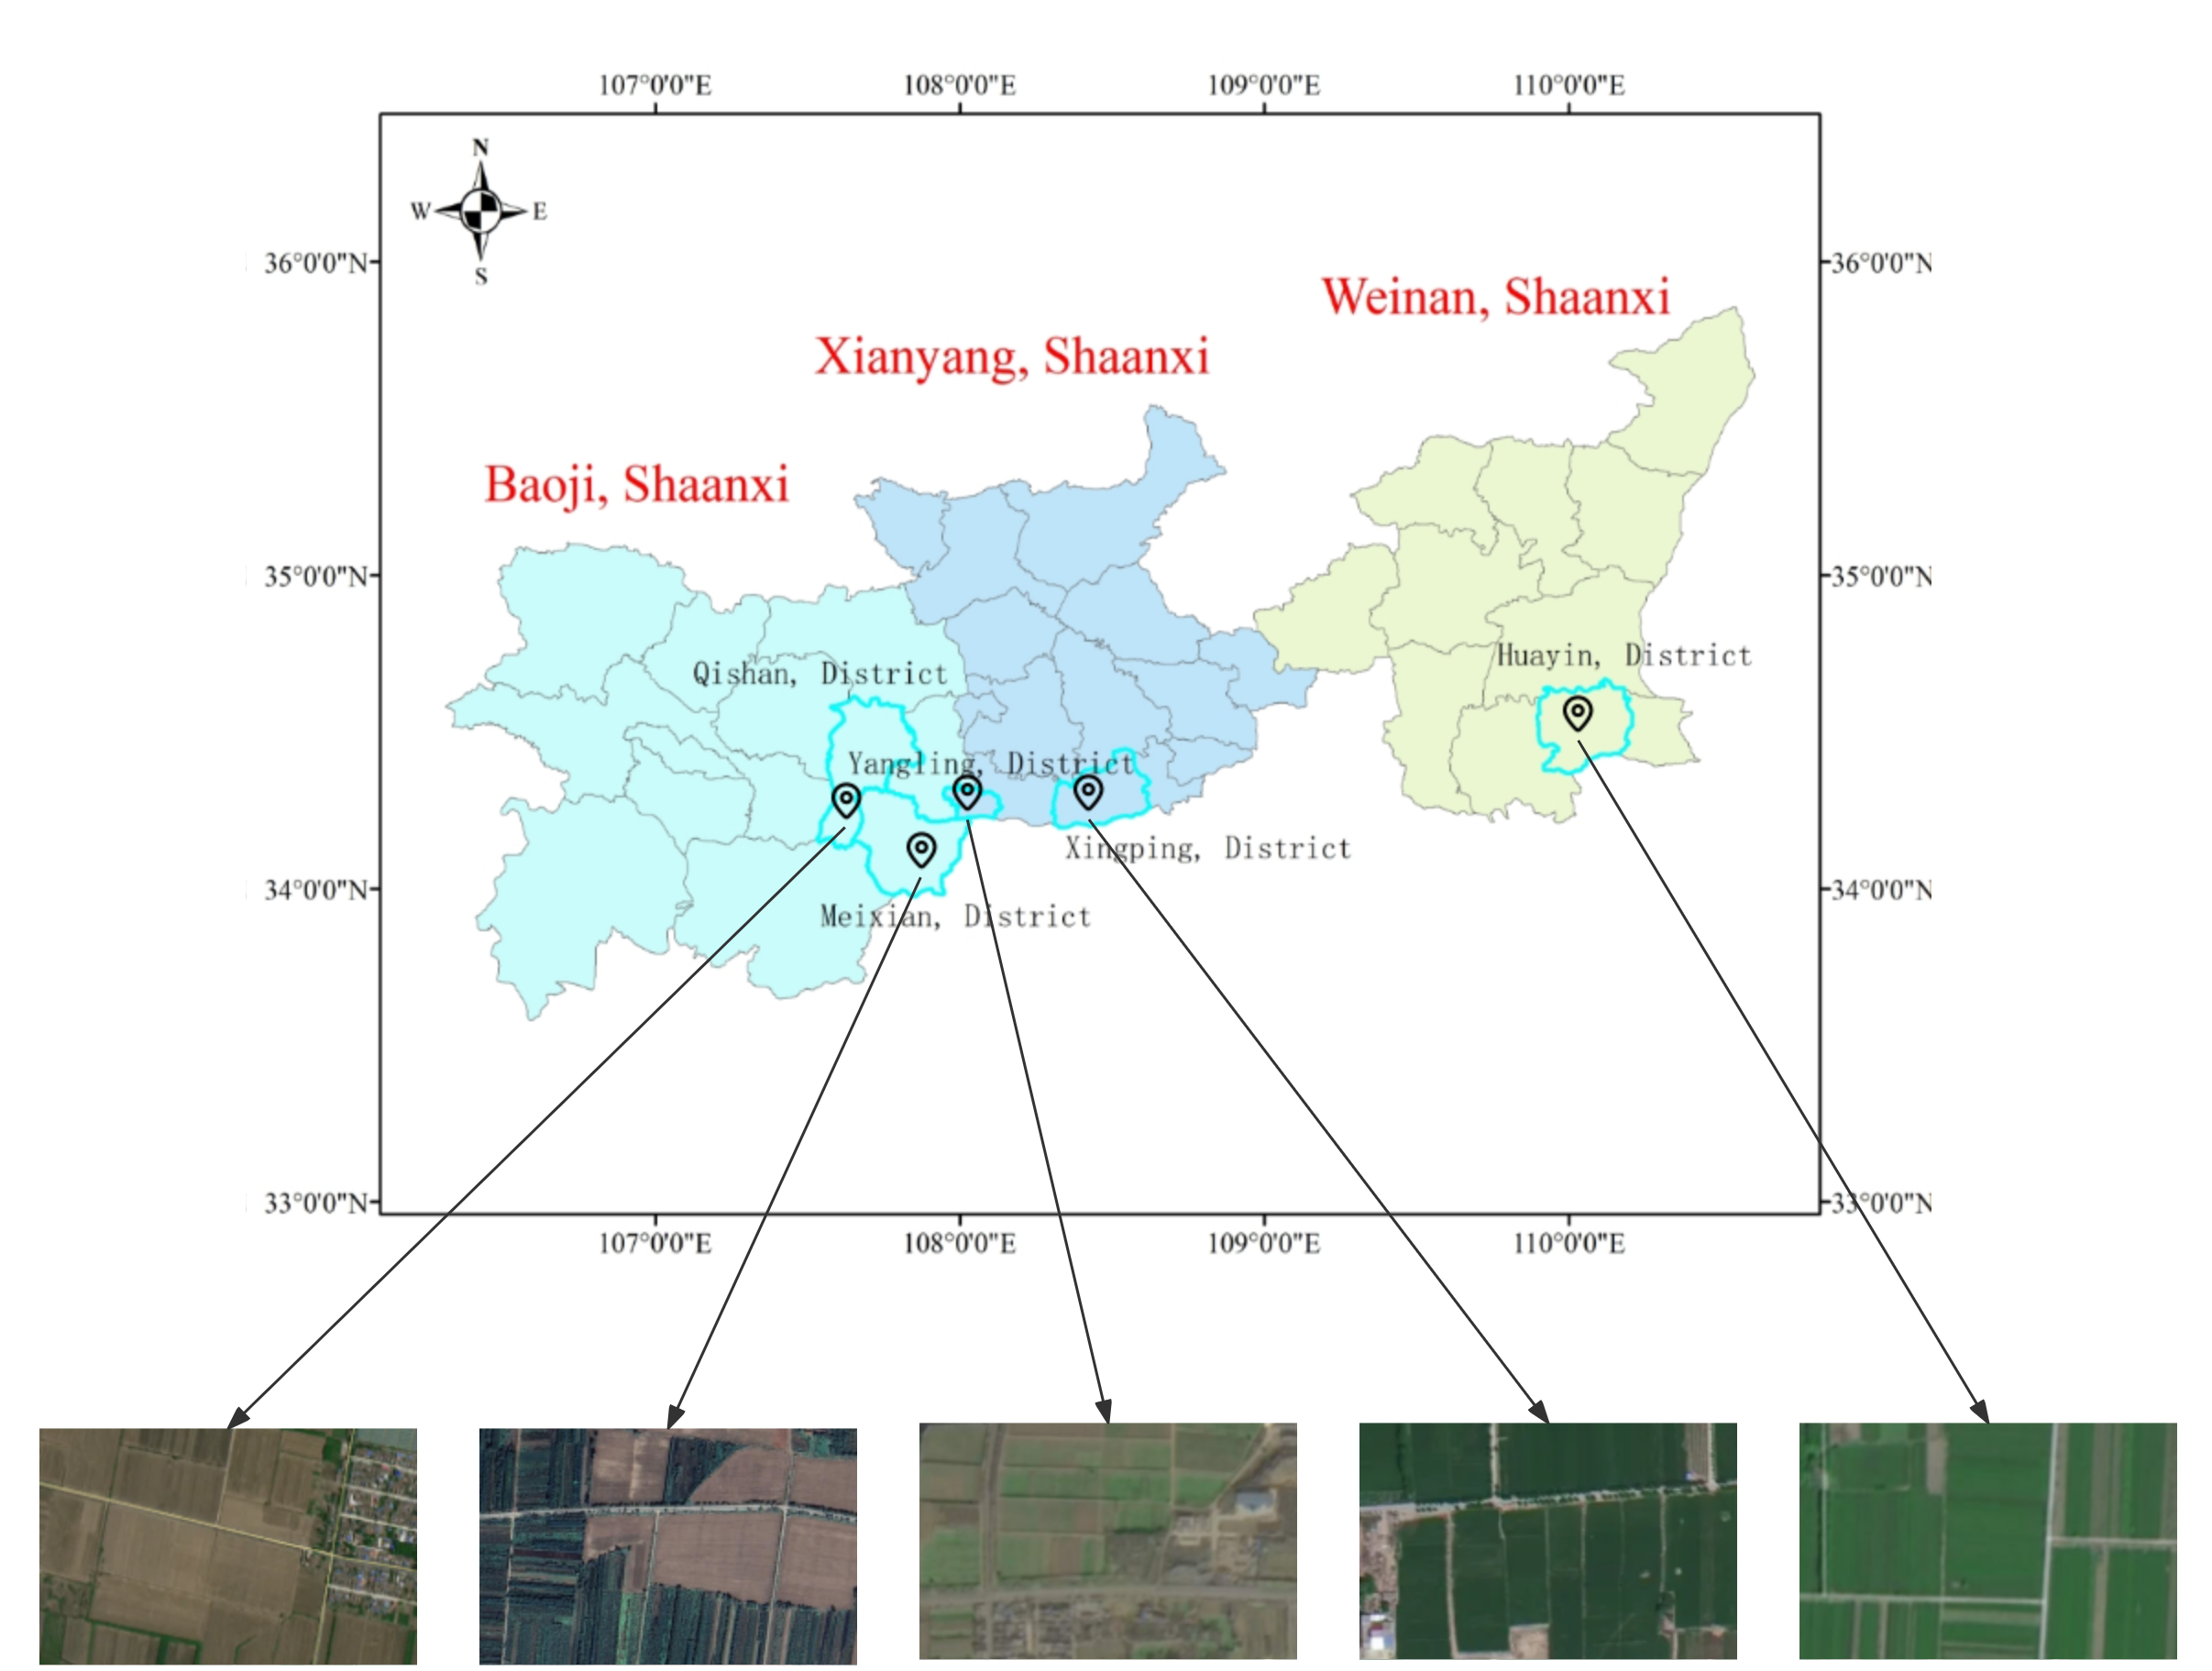 107°0'0"E 108°0'0"E 109°0'0"E 110°0'0"E
N
W E
S
36°0'0"N 36°0'0"N
Weinan, Shaanxi
Xianyang, Shaanxi
Baoji, Shaanxi
35°0'0"N 35°0'0"N
Huayin, District
Qishan, District
Yangling, District
Xingping, District
34°0'0"N 34°0'0"N
Meixian, District
33°0'0"N 33°0'0"N
107°0'0"E 108°0'0"E 109°0'0"E 110°0'0"E